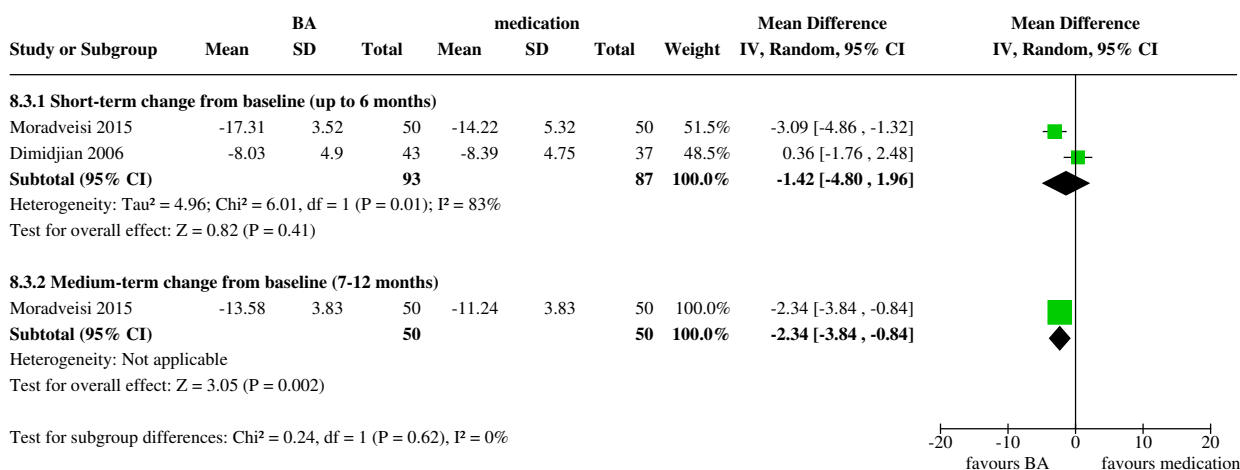 BA medication Mean Difference Mean Difference
Study or Subgroup Mean SD Total Mean SD Total Weight IV, Random, 95% CI IV, Random, 95% CI
8.3.1 Short-term change from baseline (up to 6 months)
Moradveisi 2015 -17.31 3.52 50 -14.22 5.32 50 51.5% -3.09 [-4.86 , -1.32]
Dimidjian 2006 -8.03 4.9 43 -8.39 4.75 37 48.5% 0.36 [-1.76 , 2.48]
Subtotal (95% CI) 93 87 100.0% -1.42 [-4.80 , 1.96]
Heterogeneity: Tau² = 4.96; Chi² = 6.01, df = 1 (P = 0.01); I² = 83%
Test for overall effect: Z = 0.82 (P = 0.41)
8.3.2 Medium-term change from baseline (7-12 months)
Moradveisi 2015 -13.58 3.83 50 -11.24 3.83 50 100.0% -2.34 [-3.84 , -0.84]
Subtotal (95% CI) 50 50 100.0% -2.34 [-3.84 , -0.84]
Heterogeneity: Not applicable
Test for overall effect: Z = 3.05 (P = 0.002)
Test for subgroup differences: Chi² = 0.24, df = 1 (P = 0.62), I² = 0%
-20 -10 0 10 20
favours BA favours medication